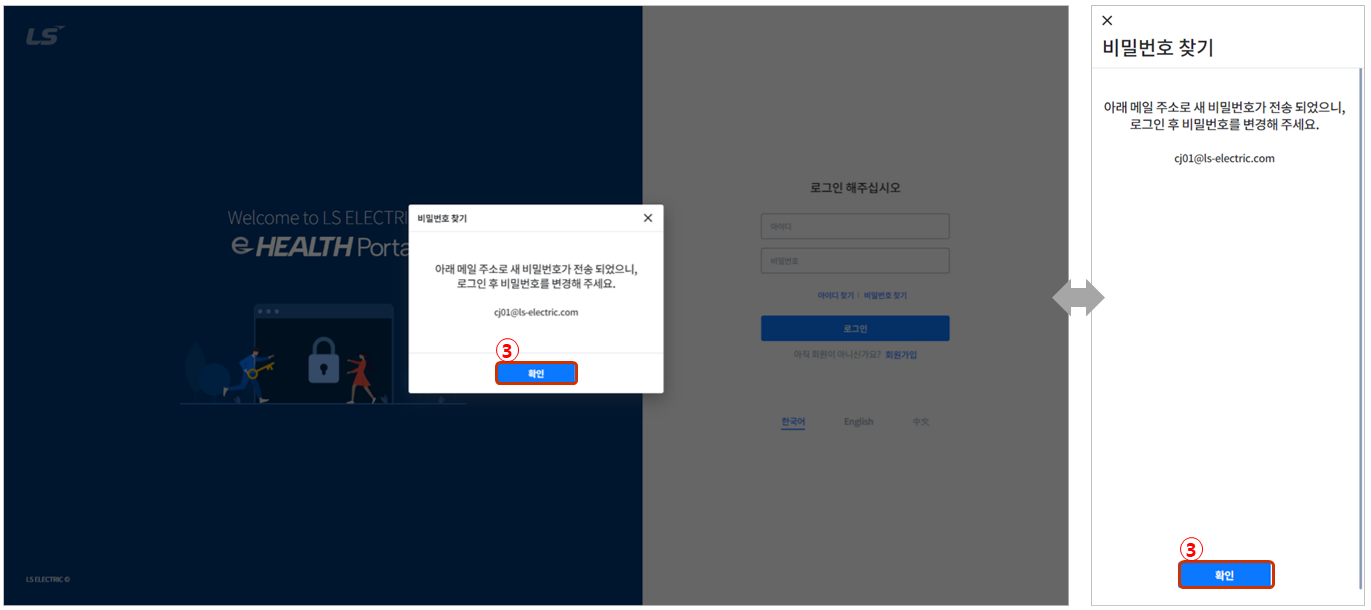 LS
Welcome to LS ELECTRI
e-HEALTH Porta
비밀번호 찾기
아래 메일 주소로 새 비밀번호가 전송 되었으니,
로그인 후 비밀번호를 변경해 주세요.
cj01@ls-electric.com
③
확인
로그인 해주십시오
아이디
비밀번호
아이디 찾기 | 비밀번호 찾기
로그인
아직 회원이 아니신가요? 회원가입
한국어 English 中文
LS ELECTRIC ©
비밀번호 찾기
아래 메일 주소로 새 비밀번호가 전송 되었으니,
로그인 후 비밀번호를 변경해 주세요.
cj01@ls-electric.com
③
확인